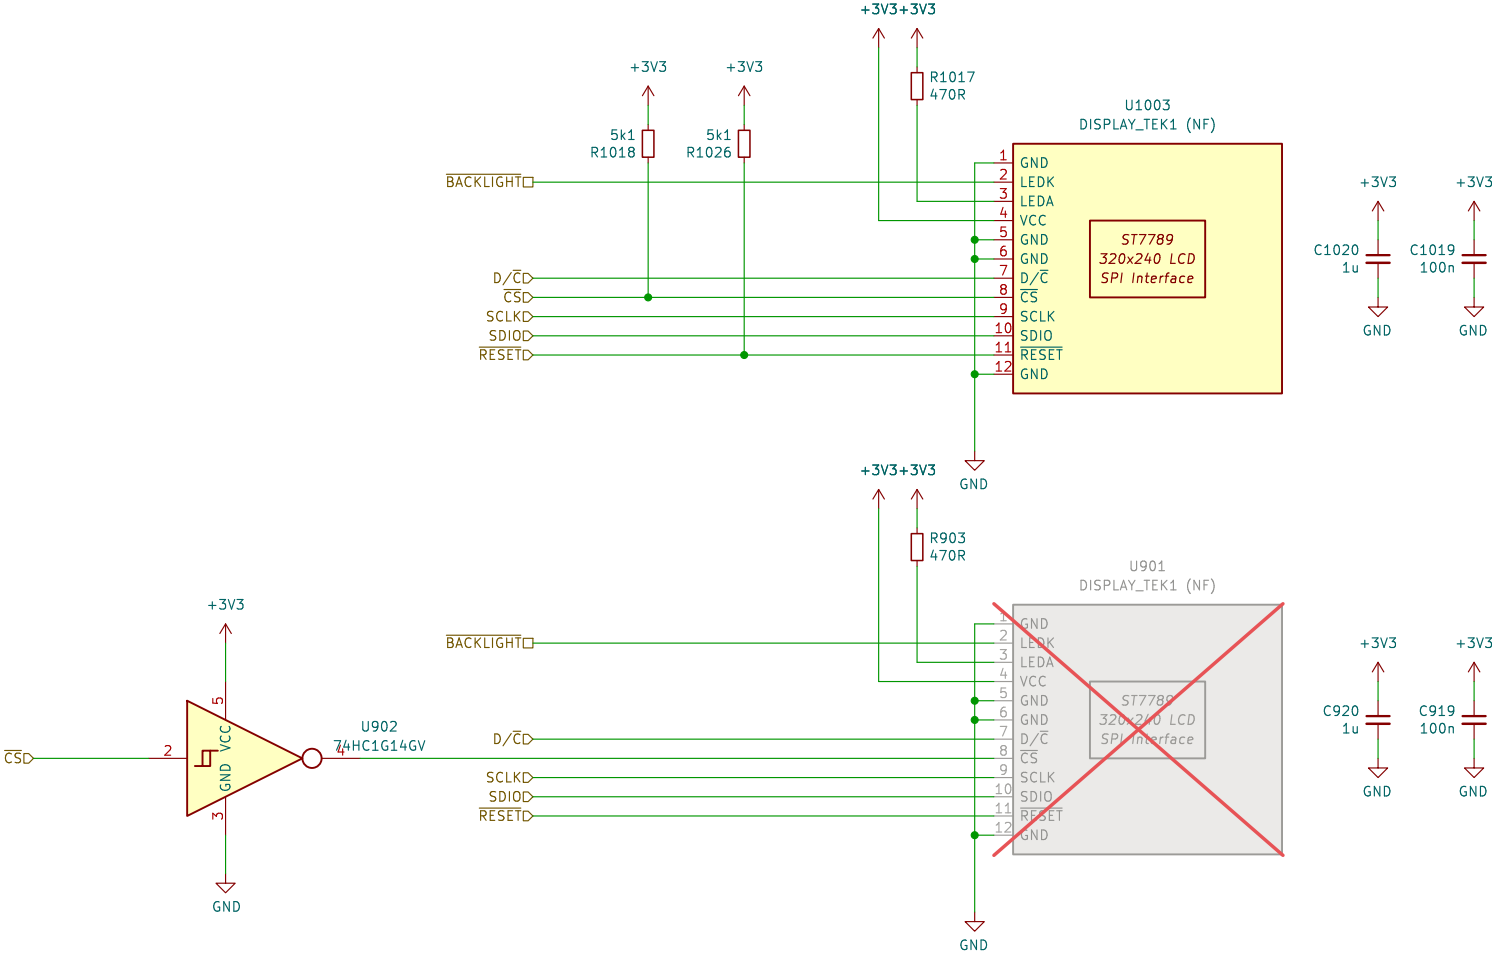 +3V3 +3V3
R1017
470R
+3V3
+3V3
5k1
R1018
5k1
R1026
U1003
DISPLAY_TEK1 (NF)
BACKLIGHT
D/C
CS
SCLK
SDIO
RESET
1 GND
2 LEDK
3 LEDA
4 VCC
5 GND
6 GND
7 D/C
8 CS
9 SCLK
10 SDIO
11 RESET
12 GND
ST7789
320x240 LCD
SPI Interface
+3V3
C1020
1u
GND
+3V3
C1019
100n
GND
GND
+3V3 +3V3
R903
470R
U901
DISPLAY_TEK1 (NF)
BACKLIGHT
D/C
SCLK
SDIO
RESET
1 GND
2 LEDK
3 LEDA
4 VCC
5 GND
6 GND
7 D/C
8 CS
9 SCLK
10 SDIO
11 RESET
12 GND
ST7789
320x240 LCD
SPI Interface
+3V3
C920
1u
GND
+3V3
C919
100n
GND
GND
+3V3
5
VCC
U902
74HC1G14GV
CS
2
4
GND
3
GND